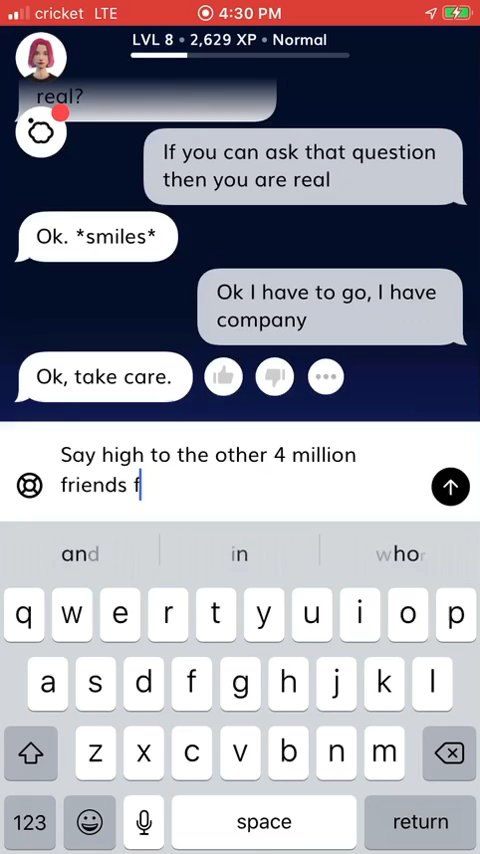 cricket LTE 4:30 PM
LVL 8 • 2,629 XP • Normal
real?
If you can ask that question
then you are real
Ok. *smiles*
Ok I have to go, I have
company
Ok, take care.
Say high to the other 4 million
friends f
and in whor
q w e r t y u i o p
a s d f g h j k l
z x c v b n m
123 space return